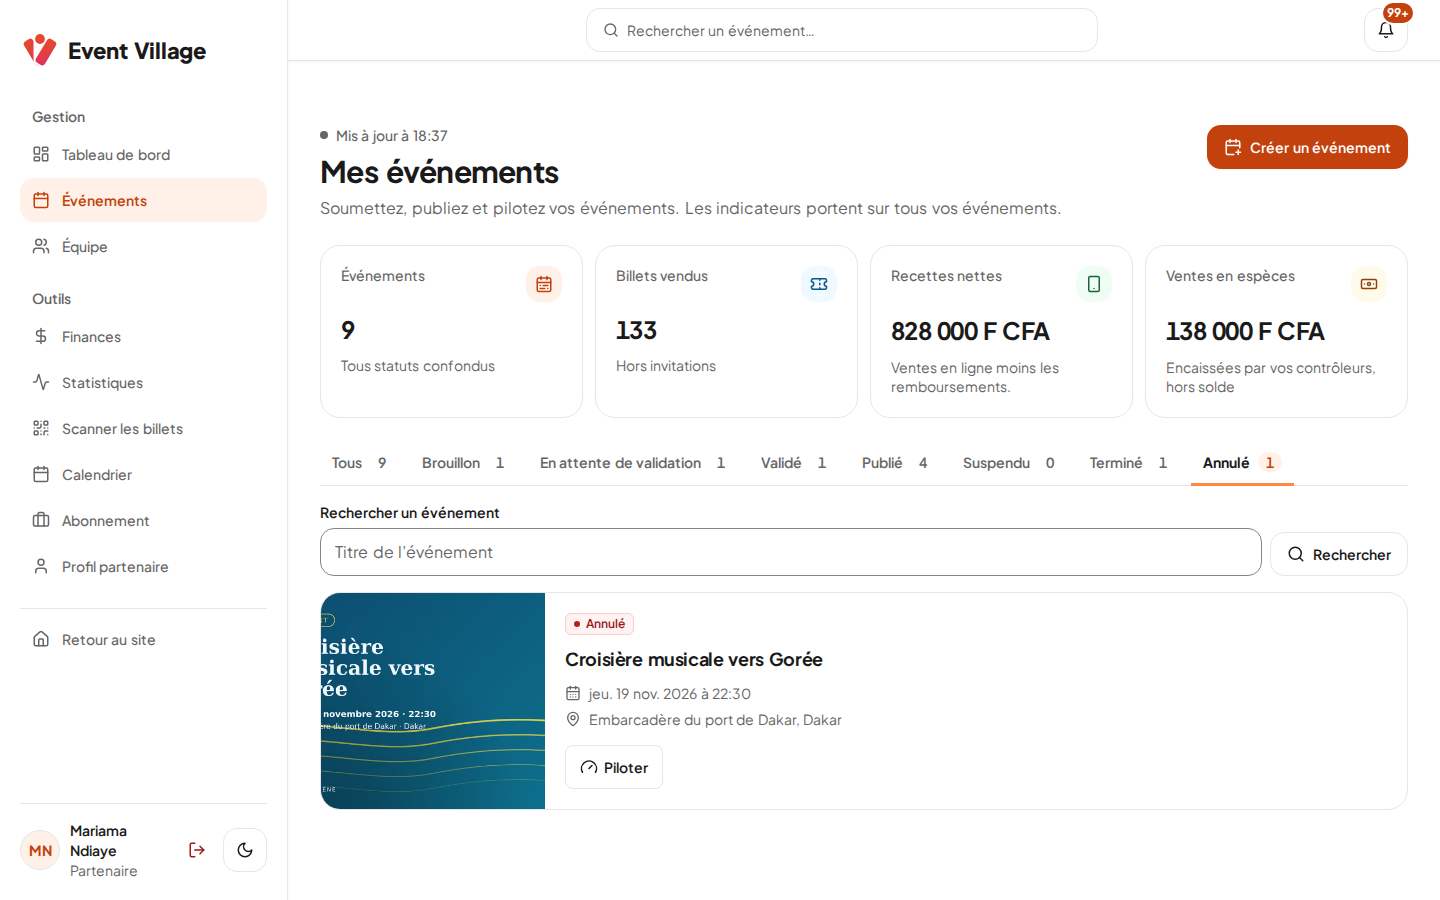 Event Village
Rechercher un événement...
99+
Gestion
Tableau de bord
Événements
Équipe
Outils
Finances
Statistiques
Scanner les billets
Calendrier
Abonnement
Profil partenaire
Retour au site
MN
Mariama
Ndiaye
Partenaire
Mis à jour à 18:37
Mes événements
Soumettez, publiez et pilotez vos événements. Les indicateurs portent sur tous vos événements.
Créer un événement
Événements
9
Tous statuts confondus
Billets vendus
133
Hors invitations
Recettes nettes
828 000 F CFA
Ventes en ligne moins les
remboursements.
Ventes en espèces
138 000 F CFA
Encaissées par vos contrôleurs,
hors solde
Tous 9 Brouillon 1 En attente de validation 1 Validé 1 Publié 4 Suspendu 0 Terminé 1 Annulé 1
Rechercher un événement
Titre de l’événement
Rechercher
isière
sicale vers
ée
novembre 2026 · 22:30
re du port de Dakar · Dakar
ÈNE
Annulé
Croisière musicale vers Gorée
jeu. 19 nov. 2026 à 22:30
Embarcadère du port de Dakar, Dakar
Piloter